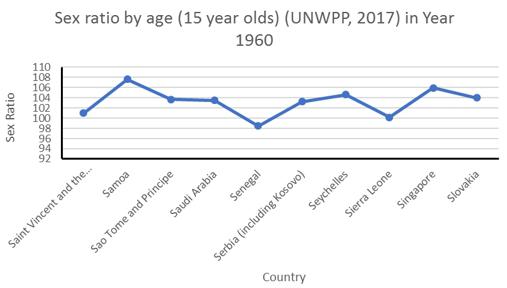 Sex ratio by age (15 year olds) (UNWPP, 2017) in Year
1960
110
108
106
104
102
100
98
96
94
92
Sex Ratio
Saint Vincent and the...
Samoa
Sao Tome and Principe
Saudi Arabia
Senegal
Serbia (including Kosovo)
Seychelles
Sierra Leone
Singapore
Slovakia
Country